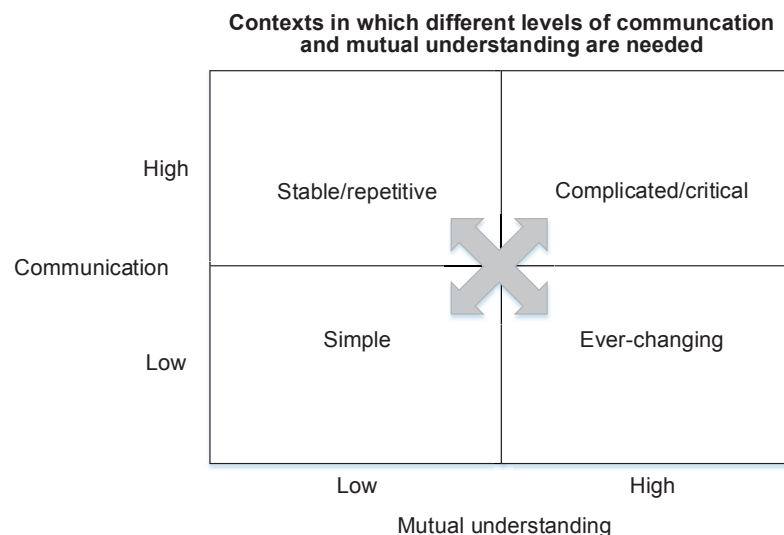 Contexts in which different levels of communcation
and mutual understanding are needed
High
Stable/repetitive
Complicated/critical
Communication
Simple
Ever-changing
Low
Low
High
Mutual understanding